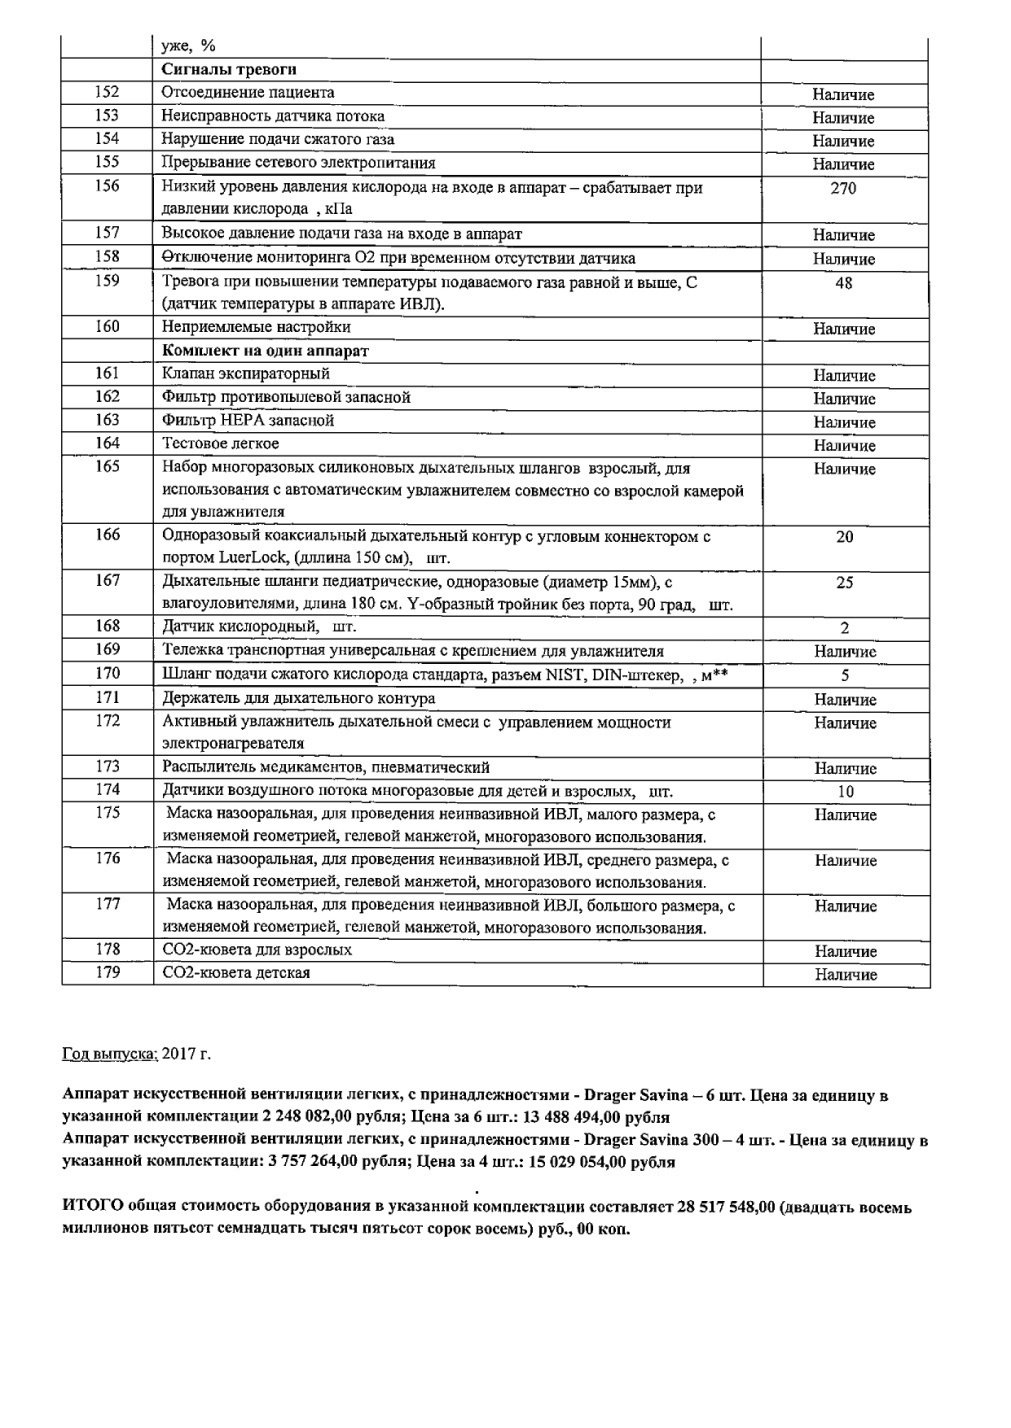 уже, %
Сигналы тревоги
152 Отсоединение пациента Наличие
153 Неисправность датчика потока Наличие
154 Нарушение подачи сжатого газа Наличие
155 Прерывание сетевого электропитания Наличие
156 Низкий уровень давления кислорода на входе в аппарат – срабатывает при 270
давлении кислорода , кПа
157 Высокое давление подачи газа на входе в аппарат Наличие
158 Отключение мониторинга О2 при временном отсутствии датчика Наличие
159 Тревога при повышении температуры подаваемого газа равной и выше, С 48
(датчик температуры в аппарате ИВЛ).
160 Неприемлемые настройки Наличие
Комплект на один аппарат
161 Клапан экспираторный Наличие
162 Фильтр противопылевой запасной Наличие
163 Фильтр HEPA запасной Наличие
164 Тестовое легкое Наличие
165 Набор многоразовых силиконовых дыхательных шлангов взрослый, для Наличие
использования с автоматическим увлажнителем совместно со взрослой камерой
для увлажнителя
166 Одноразовый коаксиальный дыхательный контур с угловым коннектором с 20
портом LuerLock, (дллина 150 см), шт.
167 Дыхательные шланги педиатрические, одноразовые (диаметр 15мм), с 25
влагоуловителями, длина 180 см. Y-образный тройник без порта, 90 град, шт.
168 Датчик кислородный, шт. 2
169 Тележка транспортная универсальная с креплением для увлажнителя Наличие
170 Шланг подачи сжатого кислорода стандарта, разъем NIST, DIN-штекер, , м** 5
171 Держатель для дыхательного контура Наличие
172 Активный увлажнитель дыхательной смеси с управлением мощности Наличие
электронагревателя
173 Распылитель медикаментов, пневматический Наличие
174 Датчики воздушного потока многоразовые для детей и взрослых, шт. 10
175 Маска назооральная, для проведения неинвазивной ИВЛ, малого размера, с Наличие
изменяемой геометрией, гелевой манжетой, многоразового использования.
176 Маска назооральная, для проведения неинвазивной ИВЛ, среднего размера, с Наличие
изменяемой геометрией, гелевой манжетой, многоразового использования.
177 Маска назооральная, для проведения неинвазивной ИВЛ, большого размера, с Наличие
изменяемой геометрией, гелевой манжетой, многоразового использования.
178 СО2-кювета для взрослых Наличие
179 СО2-кювета детская Наличие
Год выпуска: 2017 г.
Аппарат искусственной вентиляции легких, с принадлежностями - Drager Savina – 6 шт. Цена за единицу в
указанной комплектации 2 248 082,00 рубля; Цена за 6 шт.: 13 488 494,00 рубля
Аппарат искусственной вентиляции легких, с принадлежностями - Drager Savina 300 – 4 шт. - Цена за единицу в
указанной комплектации: 3 757 264,00 рубля; Цена за 4 шт.: 15 029 054,00 рубля
ИТОГО общая стоимость оборудования в указанной комплектации составляет 28 517 548,00 (двадцать восемь
миллионов пятьсот семнадцать тысяч пятьсот сорок восемь) руб., 00 коп.